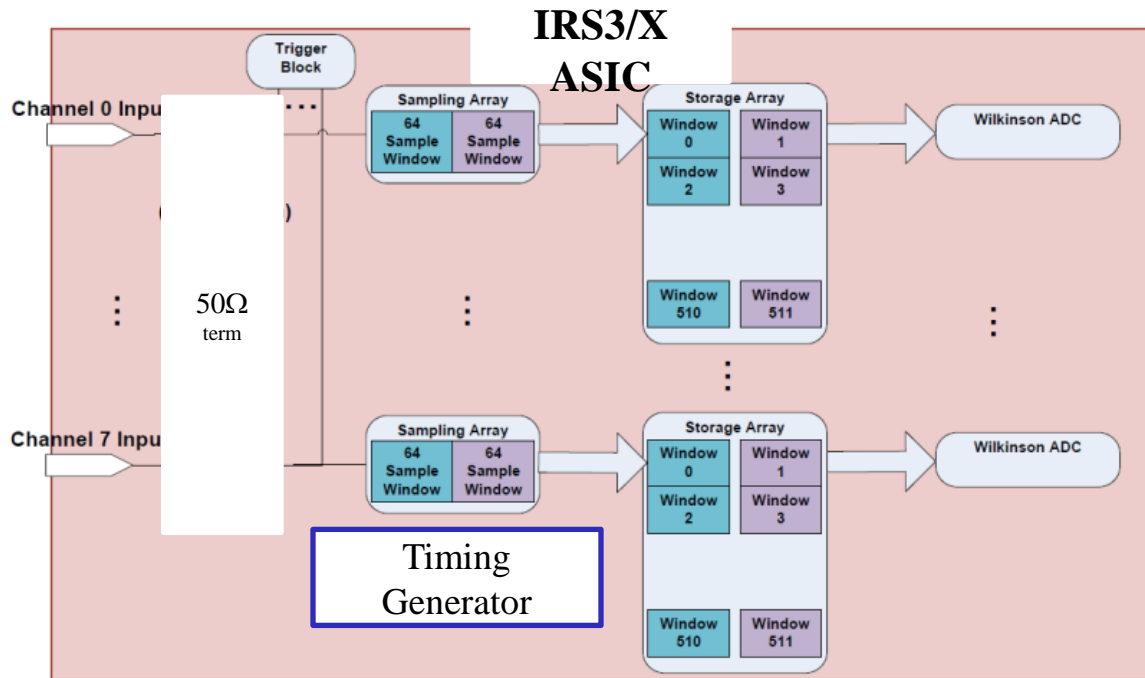 IRS3/X
ASIC
Trigger
Block
...
Channel 0 Inpu
Sampling Array
64
Sample
Window
64
Sample
Window
Storage Array
Window
0
Window
1
Window
2
Window
3
Window
510
Window
511
Wilkinson ADC
( )
50Ω
term
Channel 7 Inpu
Sampling Array
64
Sample
Window
64
Sample
Window
Storage Array
Window
0
Window
1
Window
2
Window
3
Window
510
Window
511
Wilkinson ADC
Timing
Generator